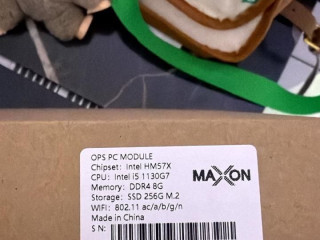 OPS PC MODULE
Chipset: Intel HM57X
CPU: Intel i5 1130G7
Memory: DDR4 8G
Storage: SSD 256G M.2
WIFI: 802.11 ac/a/b/g/n
Made in China
S N:
MAXON